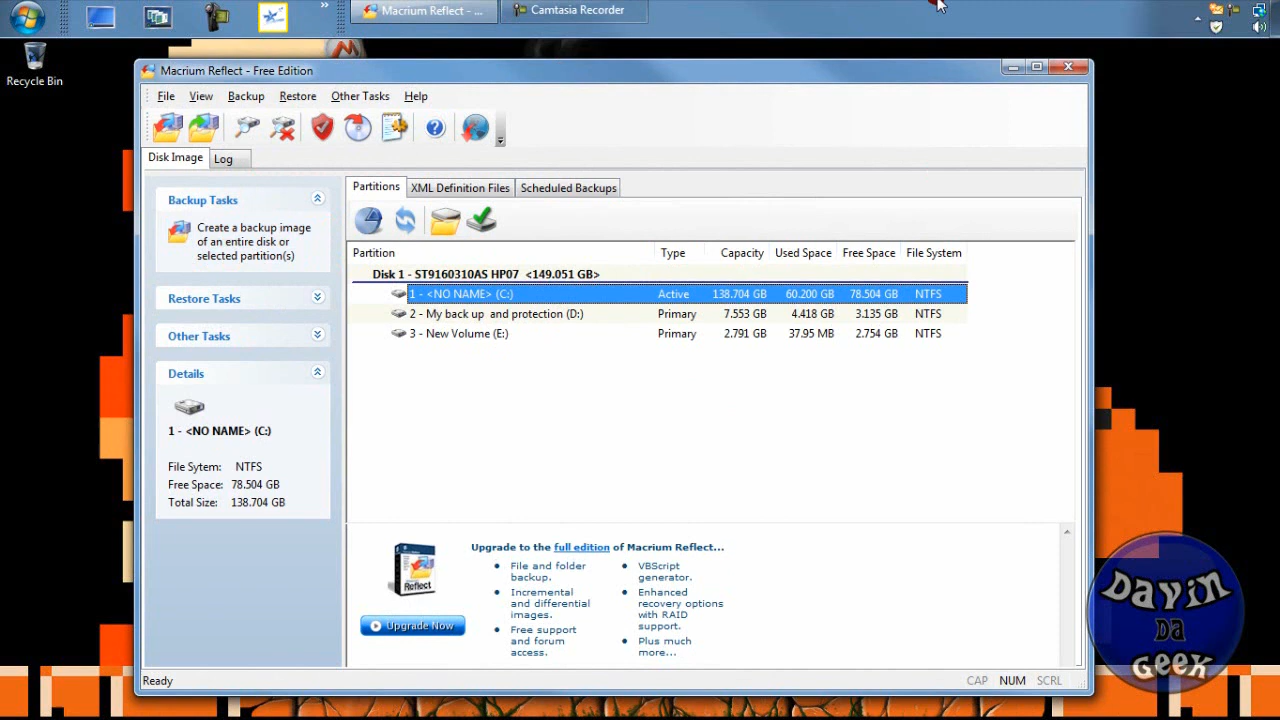 Macrium Reflect - ...
Camtasia Recorder
Recycle Bin
Macrium Reflect - Free Edition
File View Backup Restore Other Tasks Help
Disk Image Log
Backup Tasks
Create a backup image
of an entire disk or
selected partition(s)
Restore Tasks
Other Tasks
Details
1 - <NO NAME> (C:)
File Sytem: NTFS
Free Space: 78.504 GB
Total Size: 138.704 GB
Partitions XML Definition Files Scheduled Backups
Partition Type Capacity Used Space Free Space File System
Disk 1 - ST9160310AS HP07 <149.051 GB>
1 - <NO NAME> (C:) Active 138.704 GB 60.200 GB 78.504 GB NTFS
2 - My back up and protection (D:) Primary 7.553 GB 4.418 GB 3.135 GB NTFS
3 - New Volume (E:) Primary 2.791 GB 37.95 MB 2.754 GB NTFS
Reflect
Upgrade Now
Upgrade to the full edition of Macrium Reflect...
File and folder
backup.
Incremental
and differential
images.
Free support
and forum
access.
VBScript
generator.
Enhanced
recovery options
with RAID
support.
Plus much
more...
Dayin
Da
Geek
Ready CAP NUM SCRL